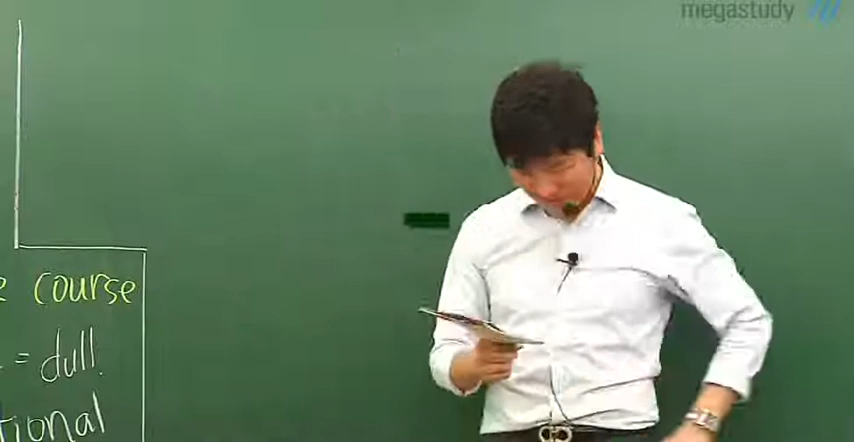 megastudy
course
= dull.
tional